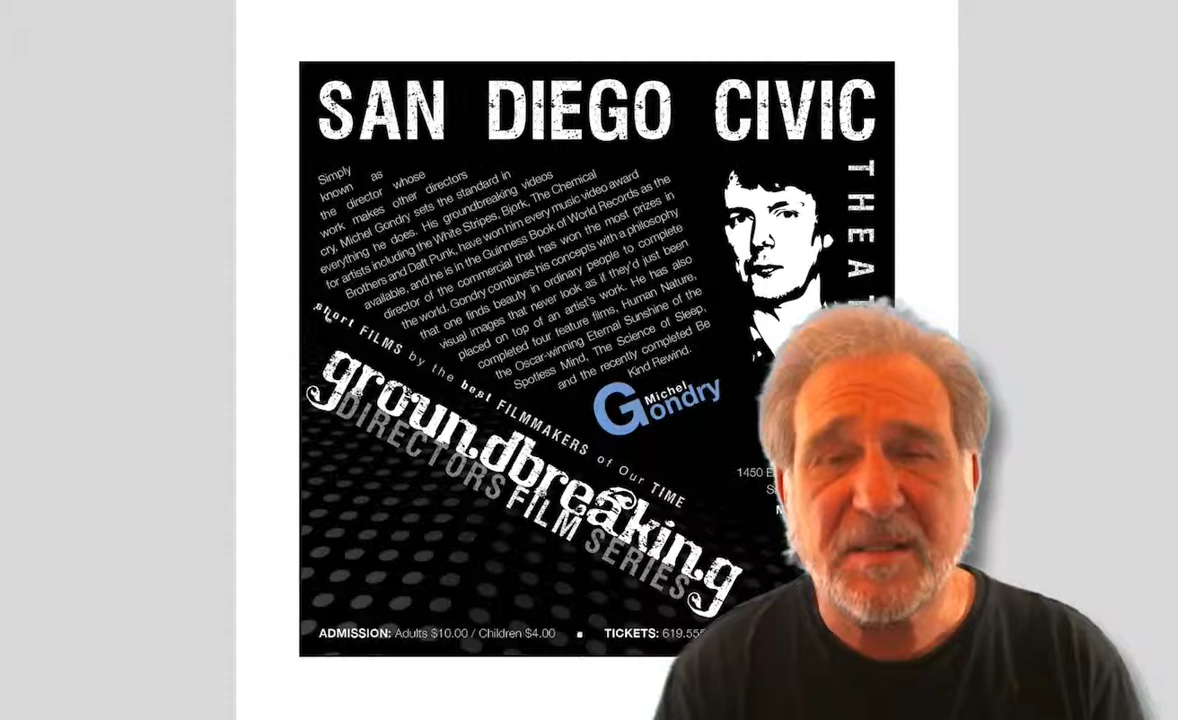 SAN DIEGO CIVIC
Simply
known as
the director whose
work makes other directors
cry, Michel Gondry sets the standard in
everything he does. His groundbreaking videos
for artists including the White Stripes, Bjork, The Chemical
Brothers and Daft Punk, have won him every music video award
available, and he is in the Guinness Book of World Records as the
director of the commercial that has won the most prizes in
the world. Gondry combines his concepts with a philosophy
that one finds beauty in ordinary people to complete
visual images that never look as if they'd just been
placed on top of an artist's work. He has also
completed four feature films, Human Nature,
the Oscar-winning Eternal Sunshine of the
Spotless Mind, The Science of Sleep,
and the recently completed Be
Kind Rewind.
Michel
Gondry
short FILMS by the best FILMMAKERS of Our TIME
groundbreaking
DIRECTORS FILM SERIES
1450
ADMISSION: Adults $10.00 / Children $4.00 ▪ TICKETS: 619.55